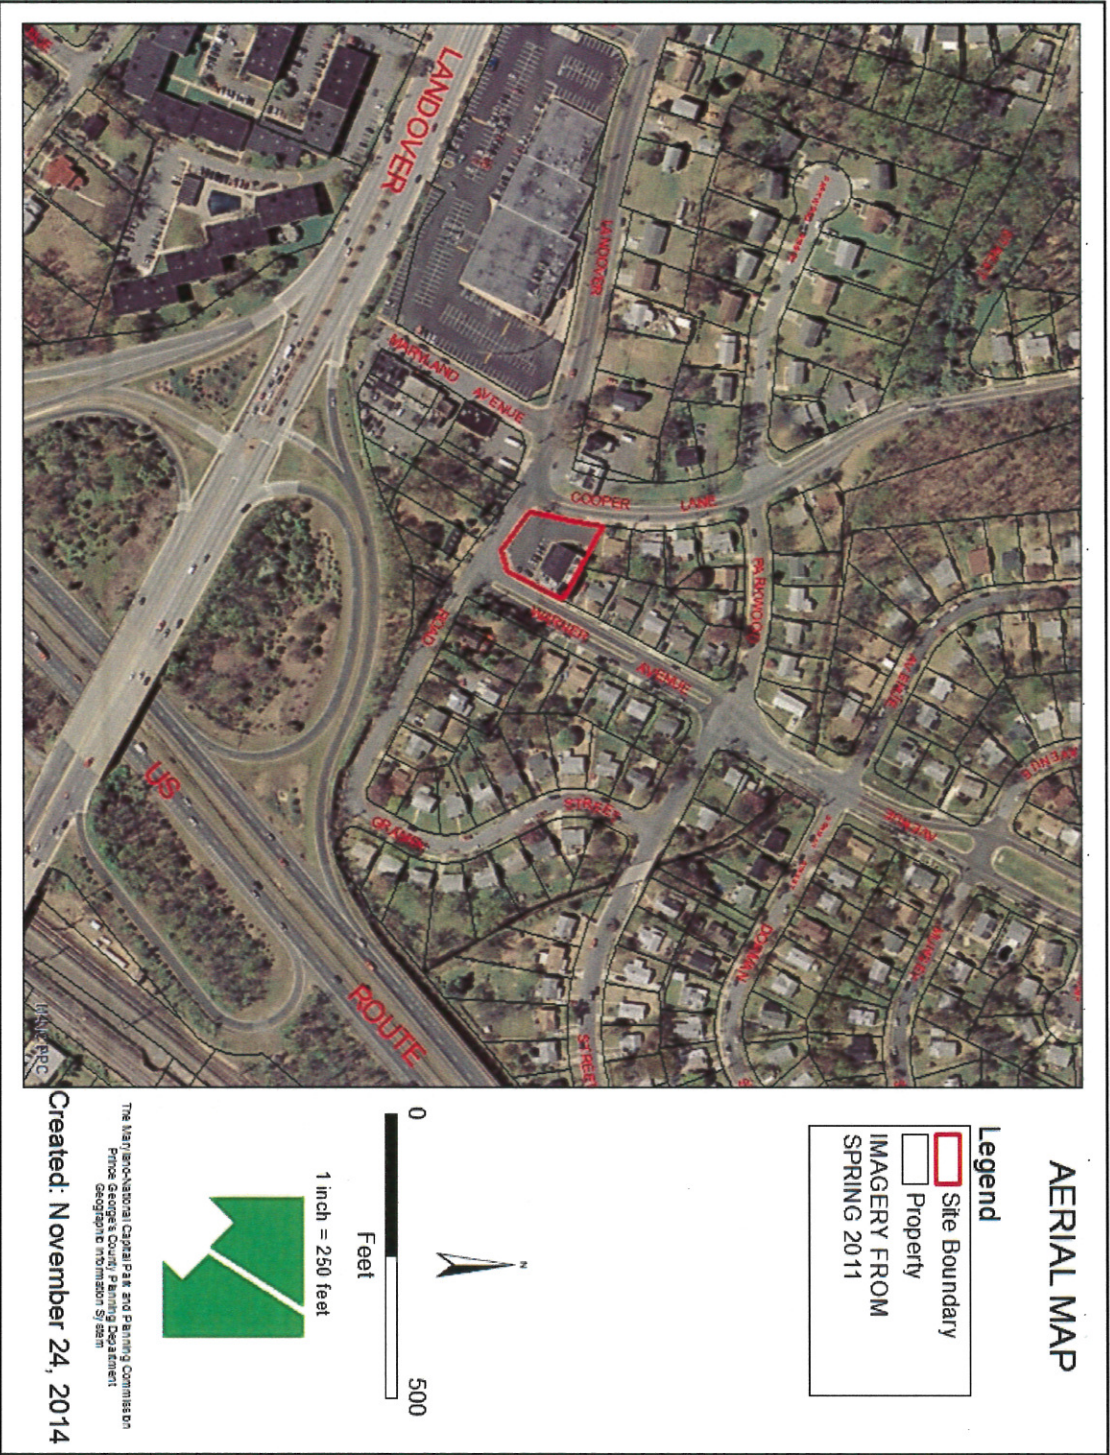 AERIAL MAP
Legend
Site Boundary
Property
IMAGERY FROM
SPRING 2011
N
0
500
Feet
1 inch = 250 feet
The Maryland-National Capital Park and Planning Commission
Prince George's County Planning Department
Geographic Information System
Created: November 24, 2014
LANDOVER
LANDOVER
MARYLAND
AVENUE
COOPER
LANE
PARKWOOD
WARNER
AVENUE
ROAD
AVENUE
AVENUE
AVENUE
STREET
STREET
DORMAN
STREET
US
ROUTE